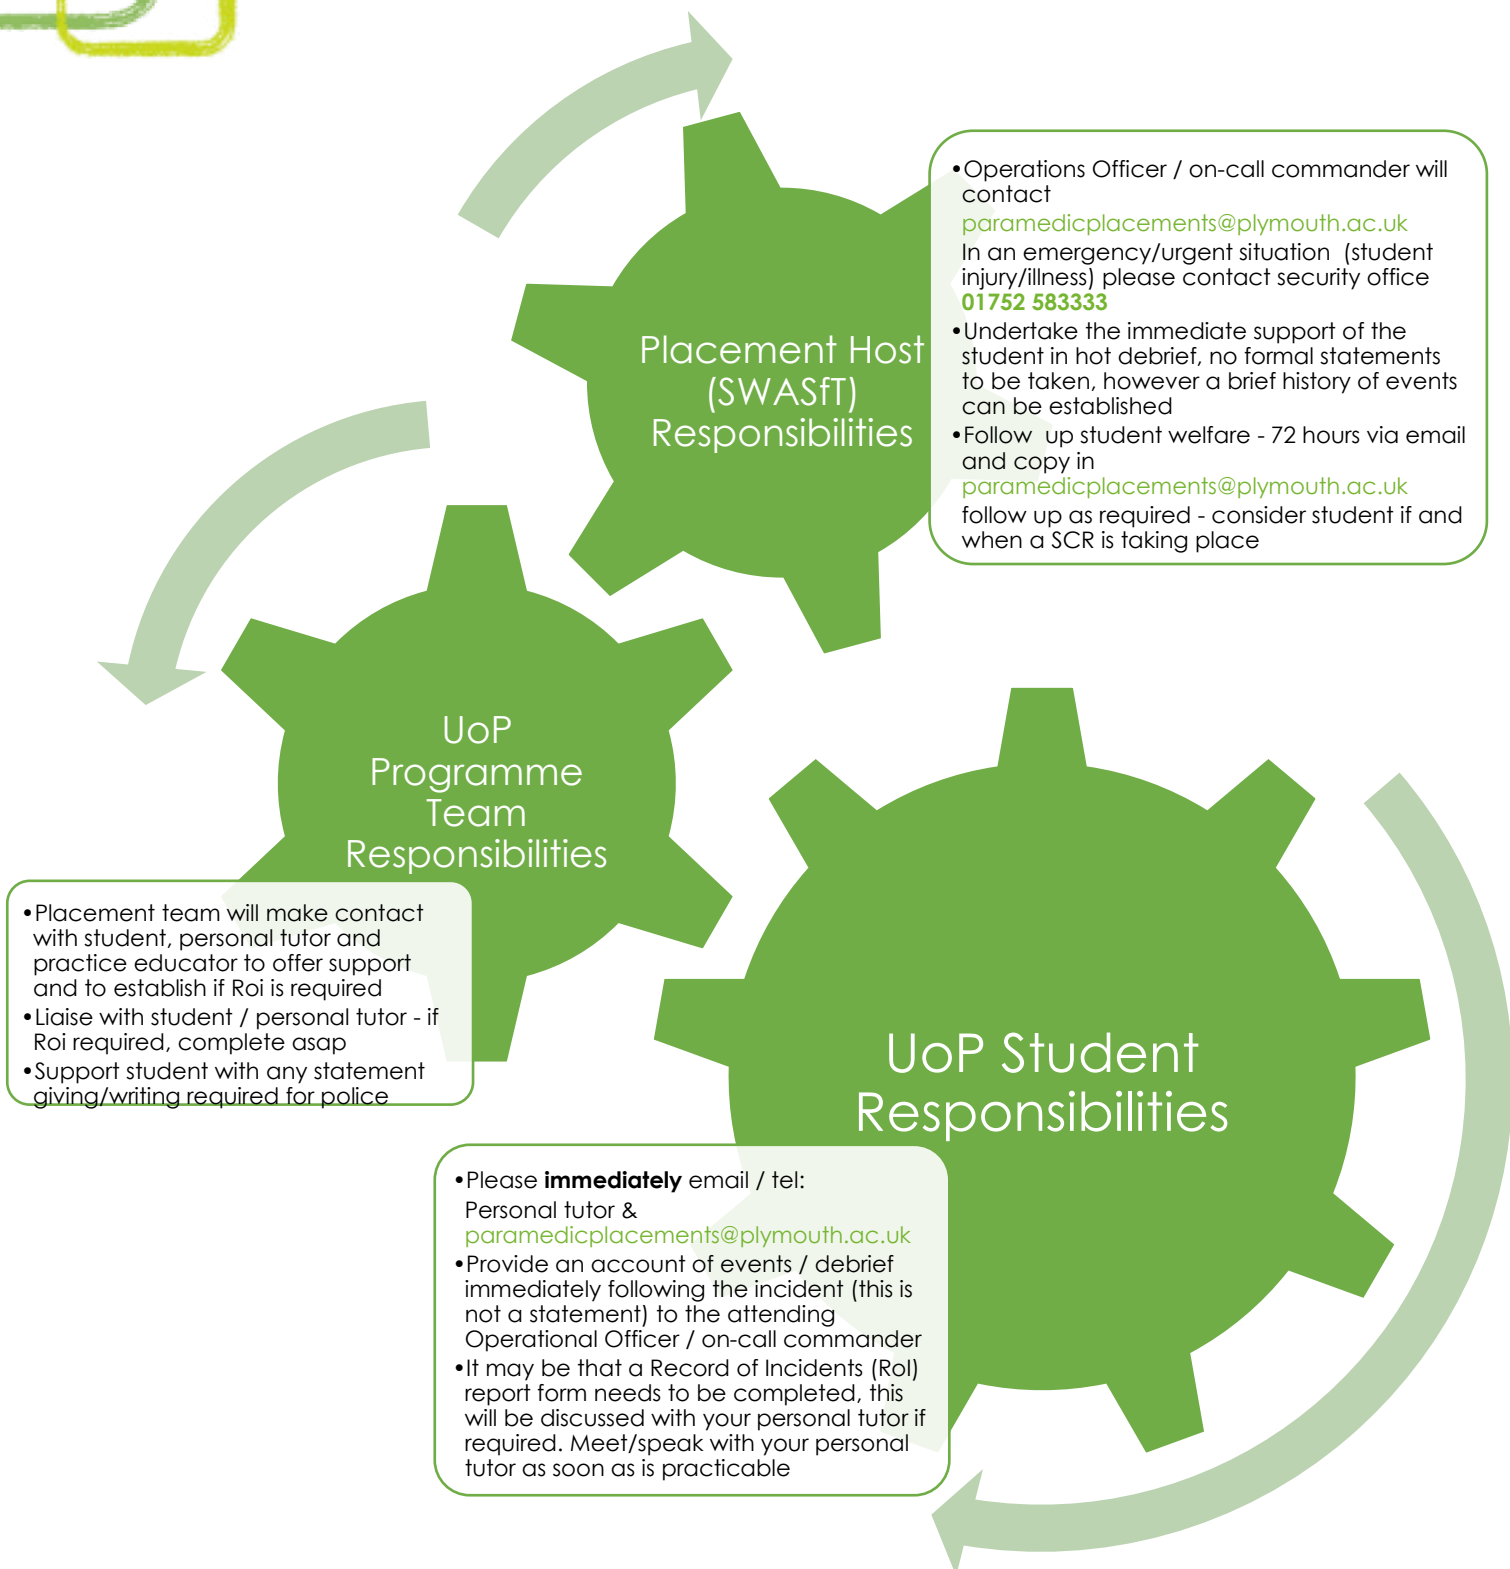 Placement Host
(SWASfT)
Responsibilities
•Operations Officer / on-call commander will
contact
paramedicplacements@plymouth.ac.uk
In an emergency/urgent situation  (student
injury/illness) please contact security office
01752 583333
•Undertake the immediate support of the
student in hot debrief, no formal statements
to be taken, however a brief history of events
can be established
•Follow  up student welfare - 72 hours via email
and copy in
paramedicplacements@plymouth.ac.uk
follow up as required - consider student if and
when a SCR is taking place
UoP
Programme
Team
Responsibilities
•Placement team will make contact
with student, personal tutor and
practice educator to offer support
and to establish if Roi is required
•Liaise with student / personal tutor - if
Roi required, complete asap
•Support student with any statement
giving/writing required for police
UoP Student
Responsibilities
•Please immediately email / tel:
Personal tutor &
paramedicplacements@plymouth.ac.uk
•Provide an account of events / debrief
immediately following the incident (this is
not a statement) to the attending
Operational Officer / on-call commander
•It may be that a Record of Incidents (RoI)
report form needs to be completed, this
will be discussed with your personal tutor if
required. Meet/speak with your personal
tutor as soon as is practicable